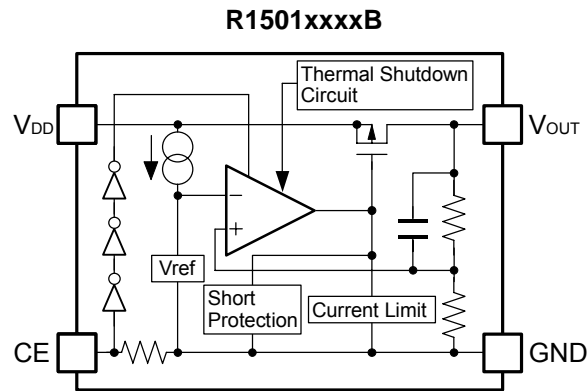 R1501xxxxB
Thermal Shutdown
Circuit
VDD
VOUT
−
+
Vref
Short
Protection
Current Limit
CE
GND